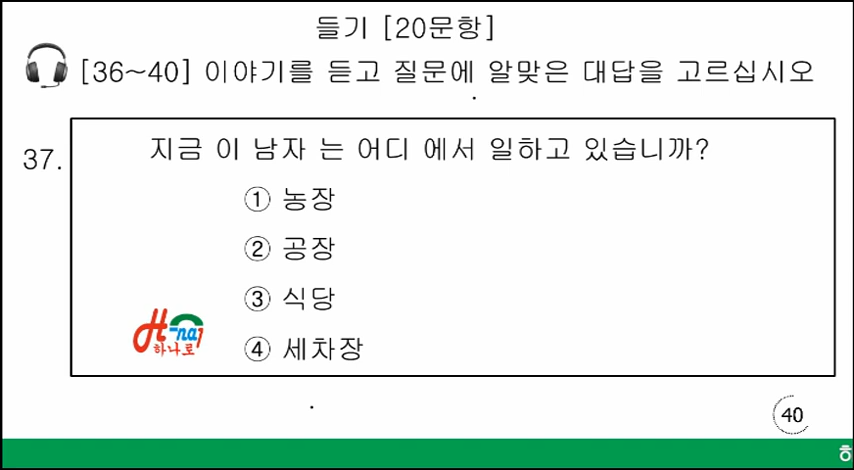 들기 [20문항]
[36~40] 이야기를 듣고 질문에 알맞은 대답을 고르십시오
37.
지금 이 남자 는 어디 에서 일하고 있습니까?
① 농장
② 공장
③ 식당
④ 세차장
H-na
하나로
40
ㅎ